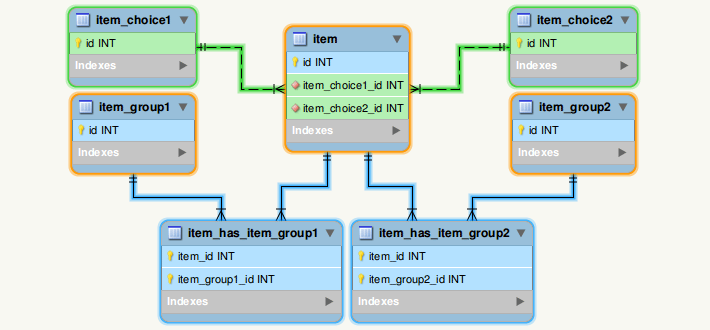 item_choice1
id INT
Indexes
item
id INT
item_choice1_id INT
item_choice2_id INT
Indexes
item_choice2
id INT
Indexes
item_group1
id INT
Indexes
item_group2
id INT
Indexes
item_has_item_group1
item_id INT
item_group1_id INT
Indexes
item_has_item_group2
item_id INT
item_group2_id INT
Indexes